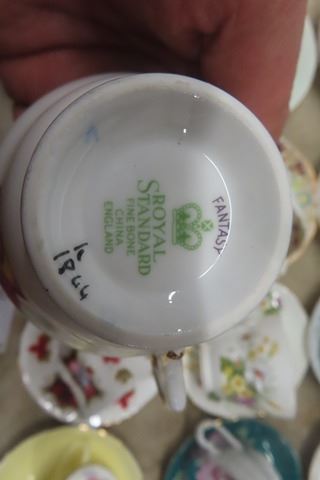 FANTASY
ROYAL
STANDARD
FINE BONE
CHINA
ENGLAND
K
1844